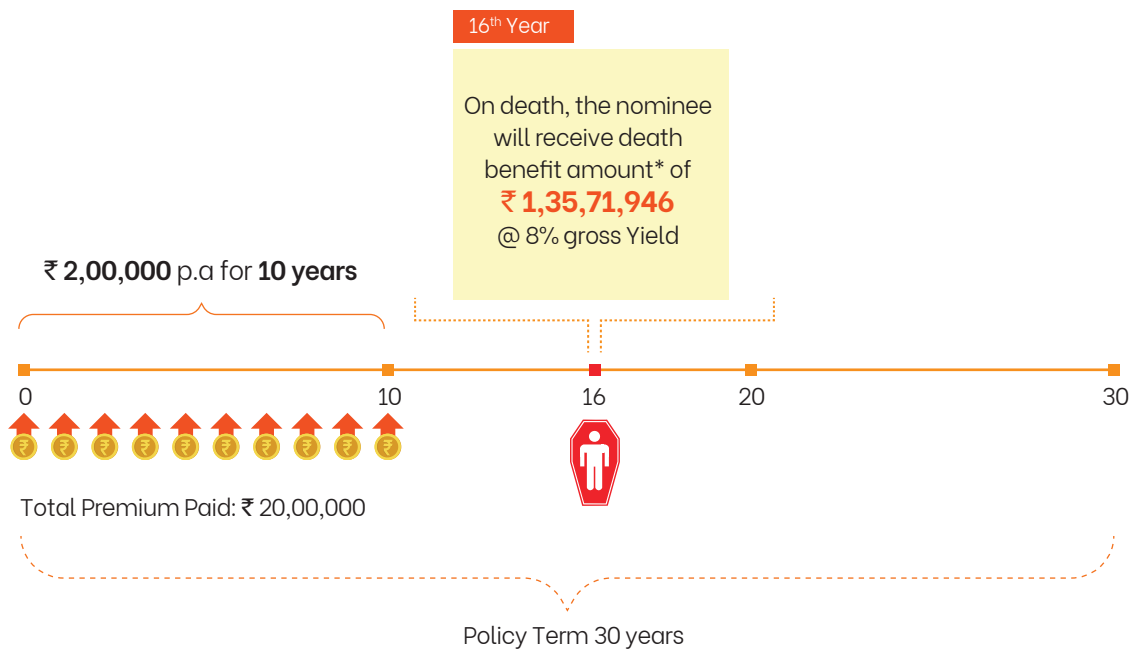 16th Year
On death, the nominee
will receive death
benefit amount* of
₹ 1,35,71,946
@ 8% gross Yield
₹ 2,00,000 p.a for 10 years
0
10
16
20
30
₹ ₹ ₹ ₹ ₹ ₹ ₹ ₹ ₹ ₹
Total Premium Paid: ₹ 20,00,000
Policy Term 30 years